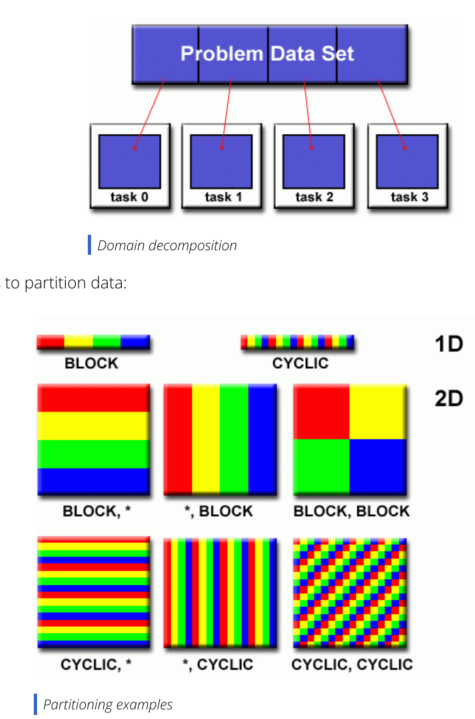 Problem Data Set
task 0 task 1 task 2 task 3
Domain decomposition
to partition data:
1D
BLOCK CYCLIC
2D
BLOCK, * *, BLOCK BLOCK, BLOCK
CYCLIC, * *, CYCLIC CYCLIC, CYCLIC
Partitioning examples